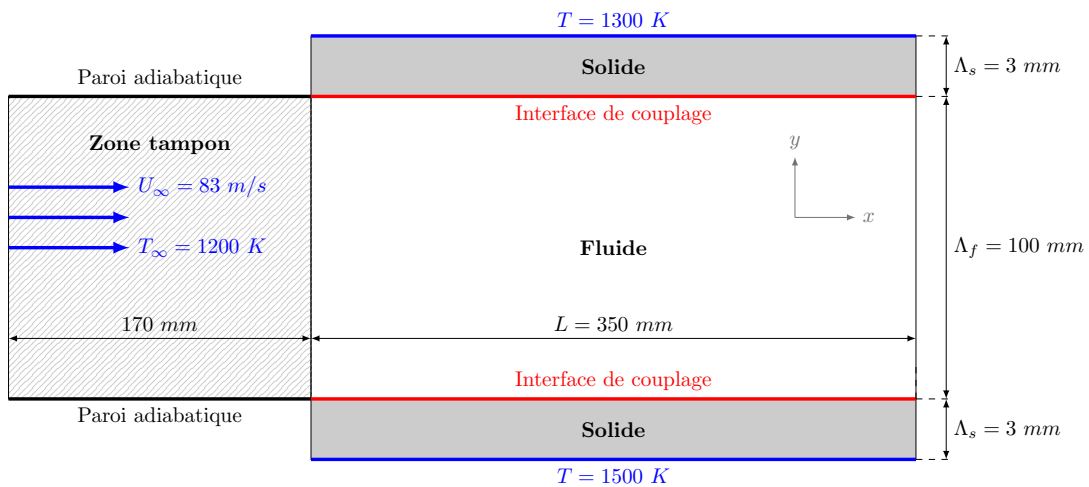 T = 1300 K
Solide
Λs = 3 mm
Paroi adiabatique
Interface de couplage
Zone tampon
y
U∞ = 83 m/s
x
T∞ = 1200 K
Fluide
Λf = 100 mm
170 mm
L = 350 mm
Interface de couplage
Paroi adiabatique
Solide
Λs = 3 mm
T = 1500 K